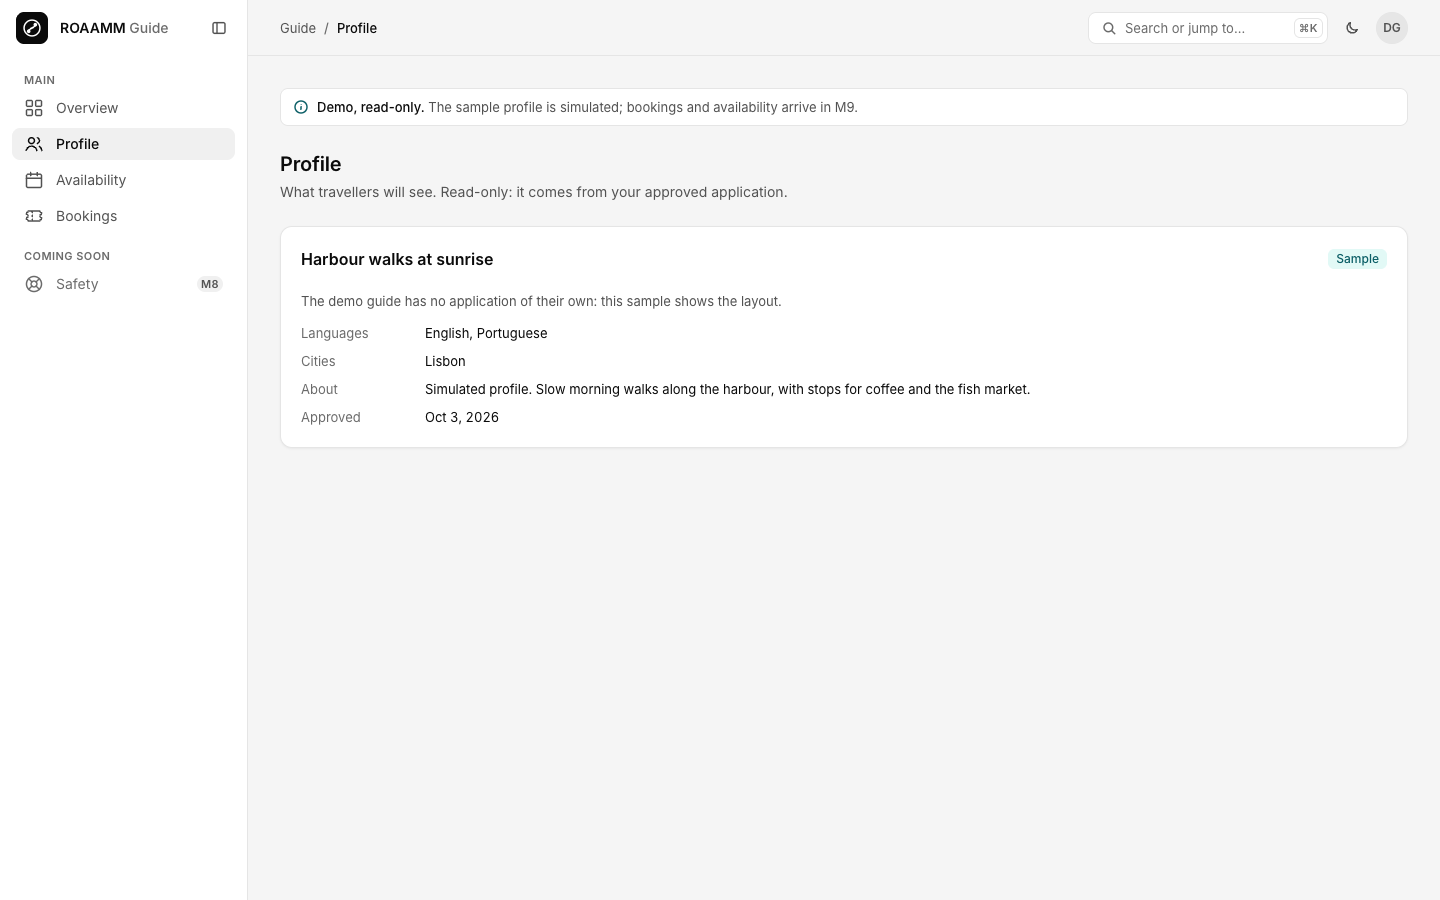 ROAAMM Guide
MAIN
Overview
Profile
Availability
Bookings
COMING SOON
Safety M8
Guide / Profile
Search or jump to... ⌘K
DG
Demo, read-only. The sample profile is simulated; bookings and availability arrive in M9.
Profile
What travellers will see. Read-only: it comes from your approved application.
Harbour walks at sunrise Sample
The demo guide has no application of their own: this sample shows the layout.
Languages English, Portuguese
Cities Lisbon
About Simulated profile. Slow morning walks along the harbour, with stops for coffee and the fish market.
Approved Oct 3, 2026